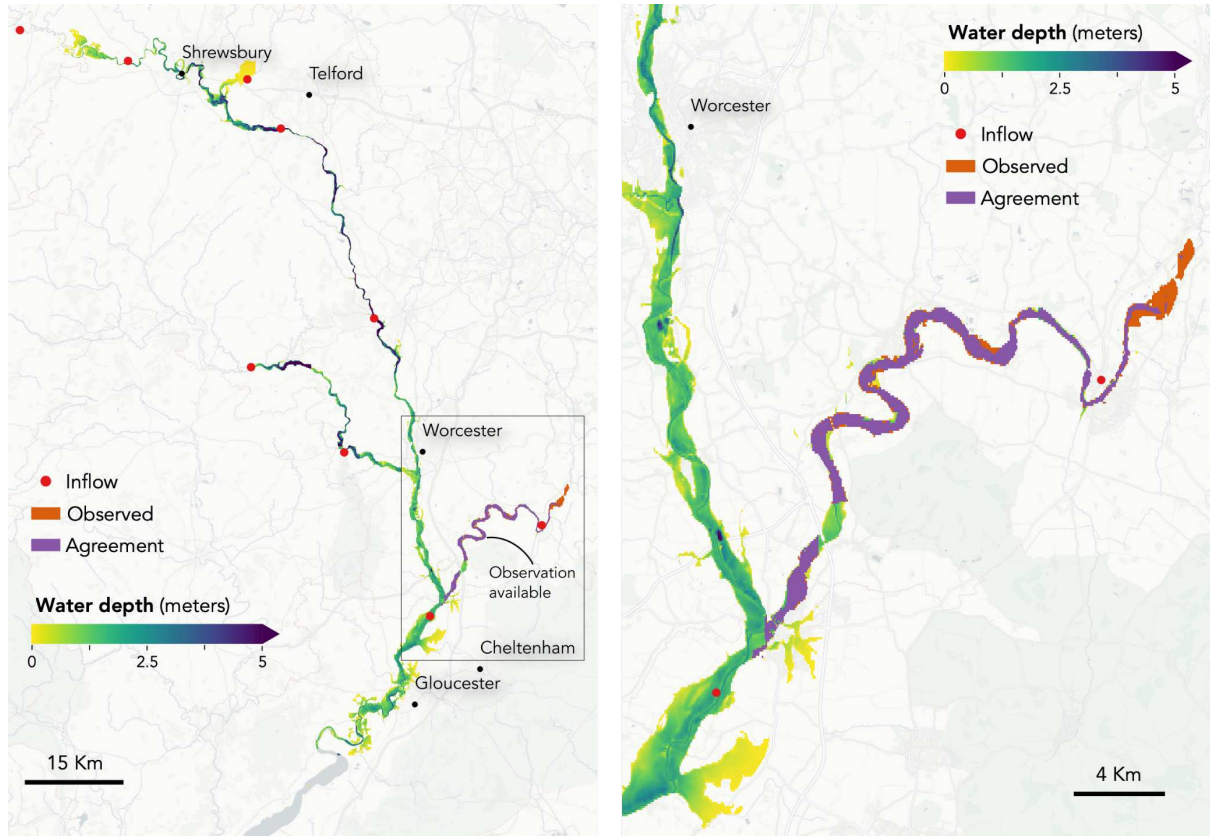 Shrewsbury
Telford
Worcester
Inflow
Observed
Agreement
Observation
available
Water depth (meters)
0 2.5 5
Cheltenham
Gloucester
15 Km
Water depth (meters)
0 2.5 5
Worcester
Inflow
Observed
Agreement
4 Km